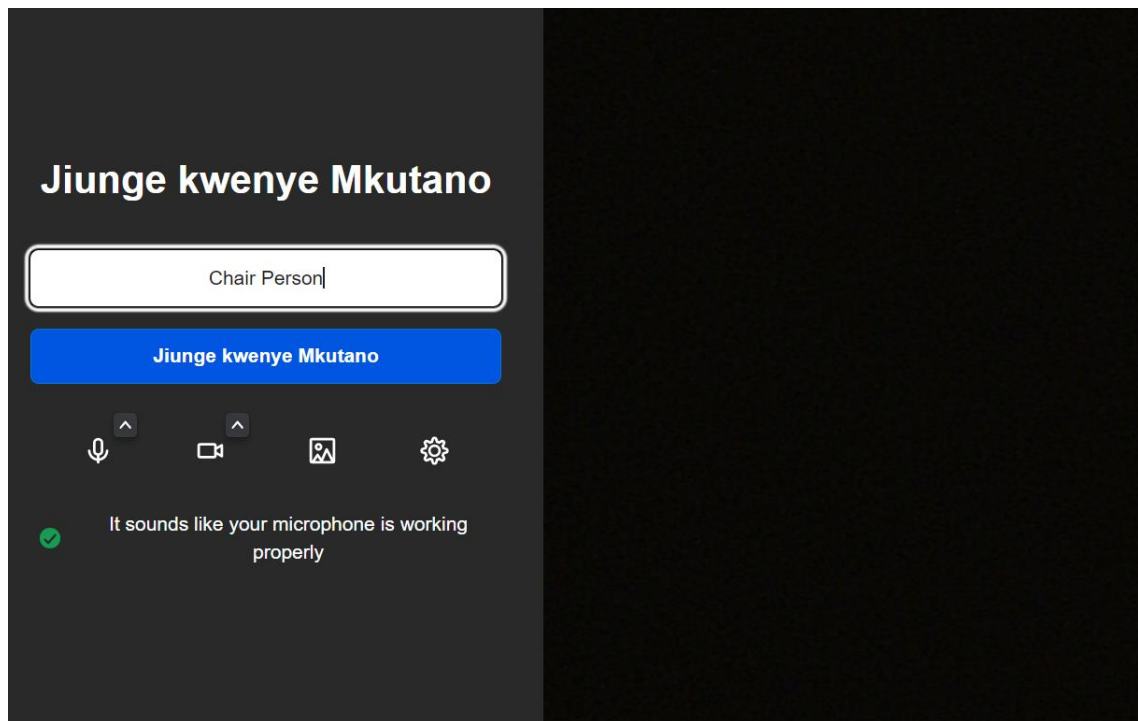 Jiunge kwenye Mkutano
Chair Person
Jiunge kwenye Mkutano
It sounds like your microphone is working
properly